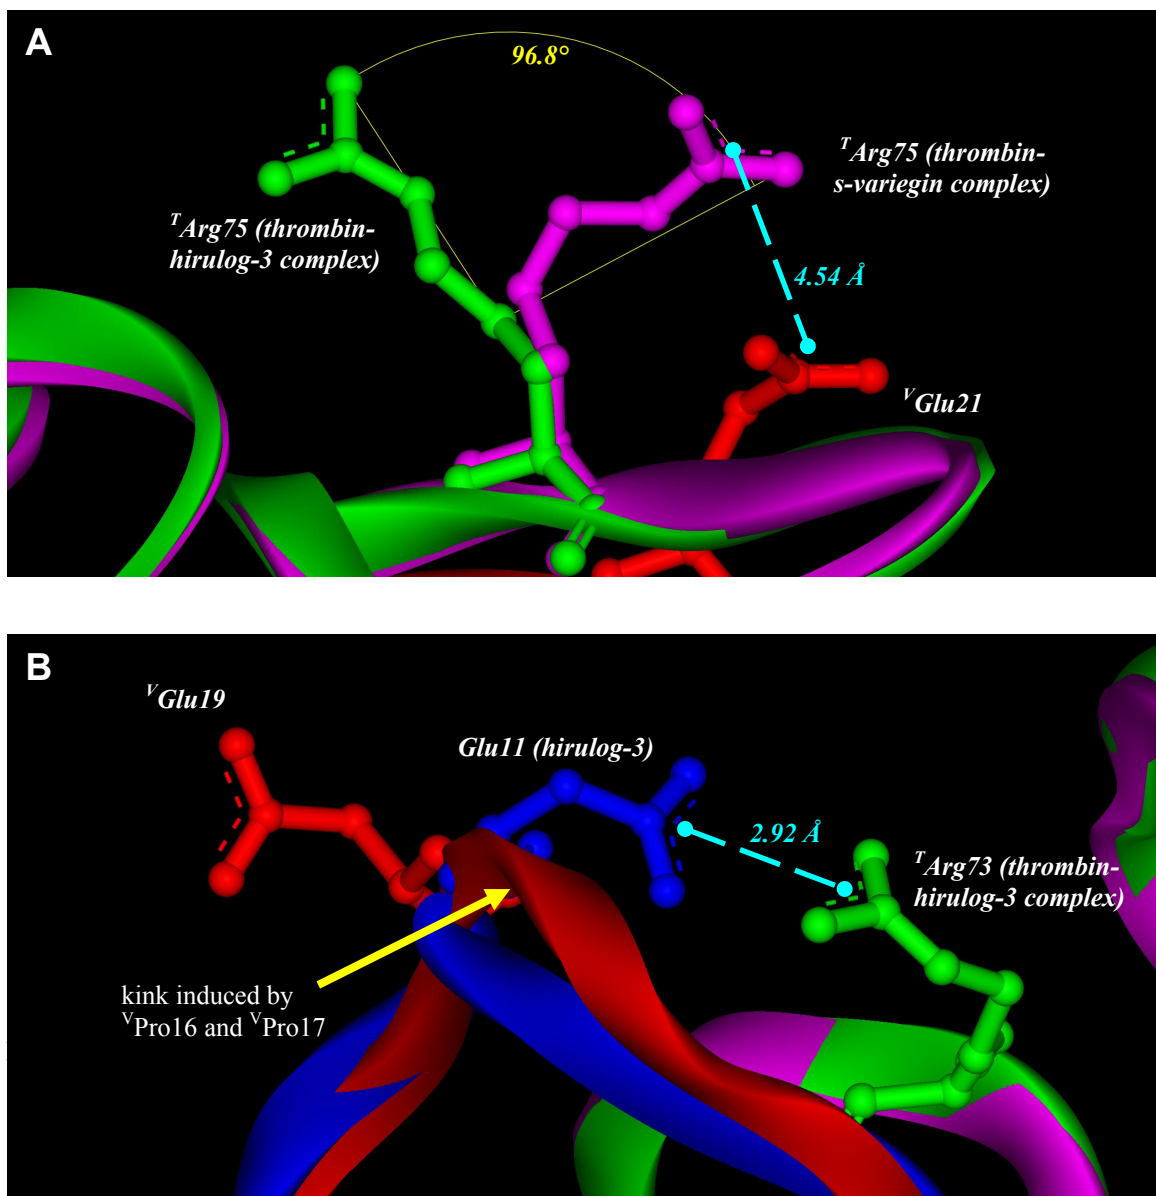 A
96.8°
TArg75 (thrombin-
s-variegin complex)
TArg75 (thrombin-
hirulog-3 complex)
4.54 Å
VGlu21
B
VGlu19
Glu11 (hirulog-3)
2.92 Å
TArg73 (thrombin-
hirulog-3 complex)
kink induced by
VPro16 and VPro17